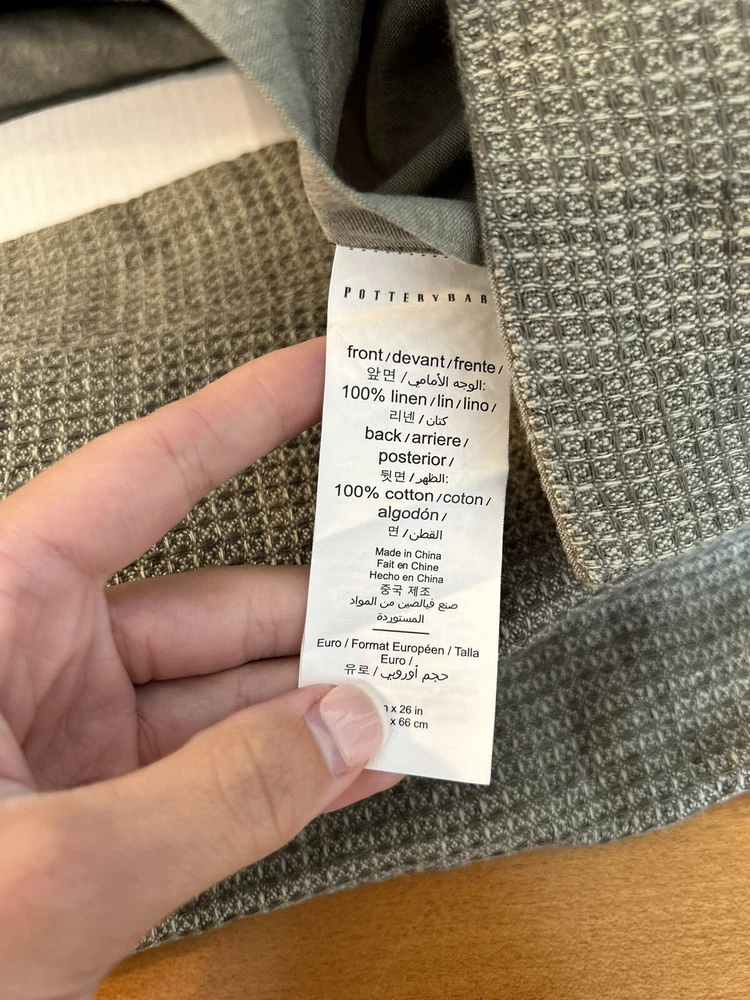 POTTERY BAR
front/devant/frente/
앞면 /الوجه الأمامي:
100% linen/lin/lino/
리넨 /كتان
back/arriere/
posterior/
뒷면 /الظهر:
100% cotton/coton/
algodón/
면 /القطن
Made in China
Fait en Chine
Hecho en China
중국 제조
صنع فيالصين من المواد
المستوردة
Euro / Format Européen / Talla
Euro /
유로 / حجم أوروبي
x 26 in
x 66 cm